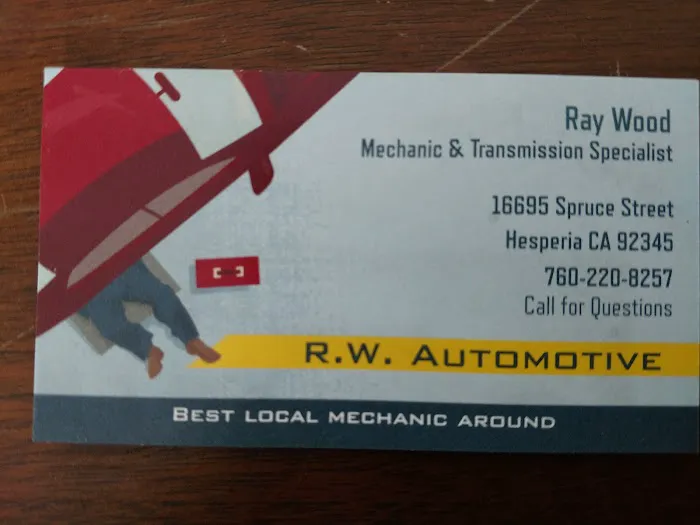 Ray Wood
Mechanic & Transmission Specialist
16695 Spruce Street
Hesperia CA 92345
760-220-8257
Call for Questions
R.W. Automotive
Best local mechanic around